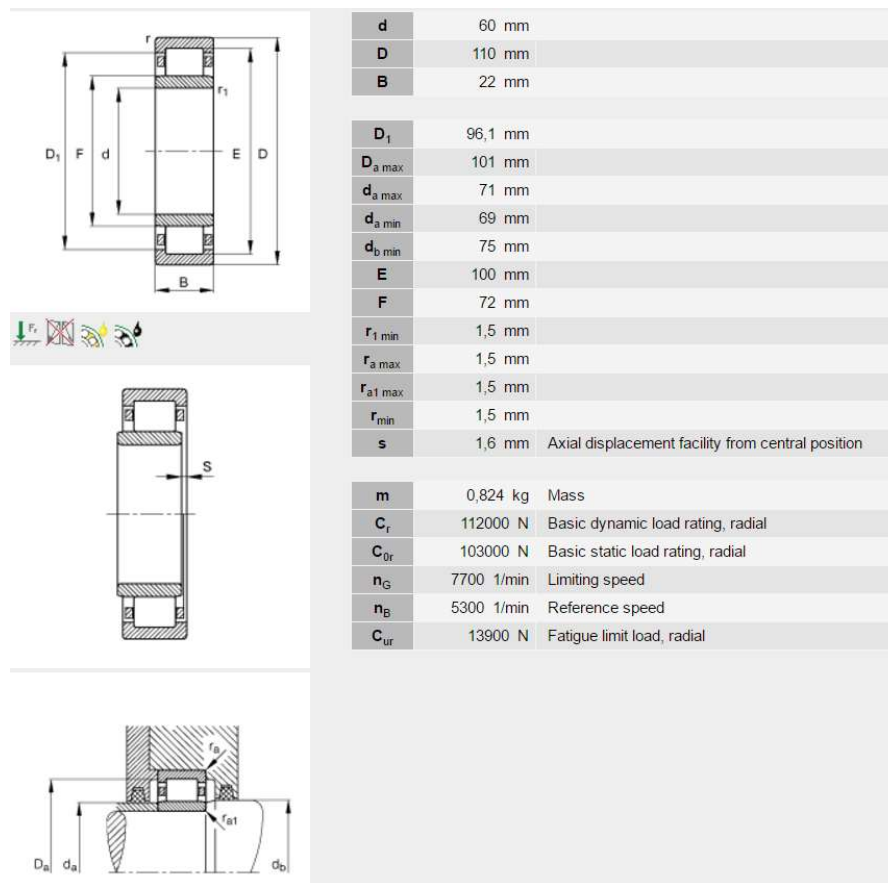 r
r1
D1 F d E D
B
Fr
S
ra
ra1
Da da db
d 60 mm
D 110 mm
B 22 mm
D1 96,1 mm
Da max 101 mm
da max 71 mm
da min 69 mm
db min 75 mm
E 100 mm
F 72 mm
r1 min 1,5 mm
ra max 1,5 mm
ra1 max 1,5 mm
rmin 1,5 mm
s 1,6 mm Axial displacement facility from central position
m 0,824 kg Mass
Cr 112000 N Basic dynamic load rating, radial
C0r 103000 N Basic static load rating, radial
nG 7700 1/min Limiting speed
nB 5300 1/min Reference speed
Cur 13900 N Fatigue limit load, radial